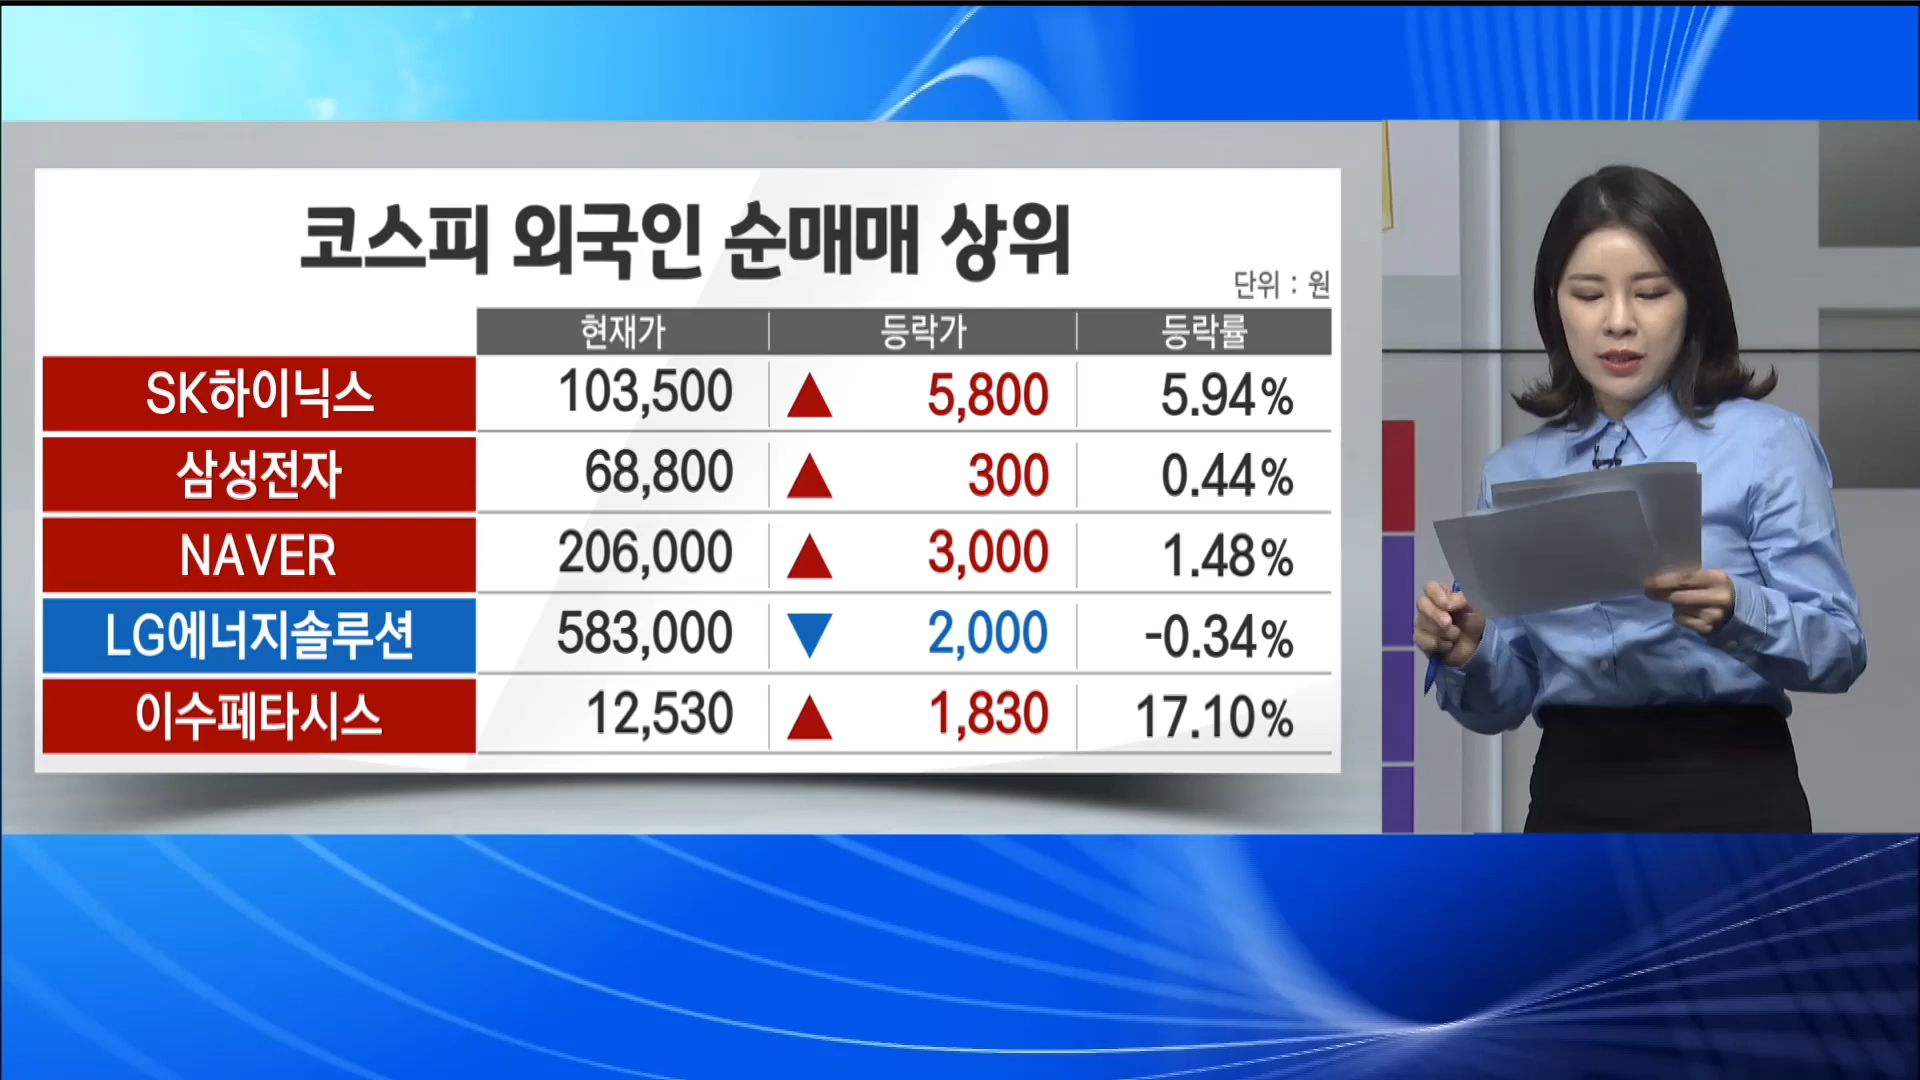 코스피 외국인 순매매 상위
단위 : 원
현재가 등락가 등락률
SK하이닉스 103,500 ▲ 5,800 5.94%
삼성전자 68,800 ▲ 300 0.44%
NAVER 206,000 ▲ 3,000 1.48%
LG에너지솔루션 583,000 ▼ 2,000 -0.34%
이수페타시스 12,530 ▲ 1,830 17.10%